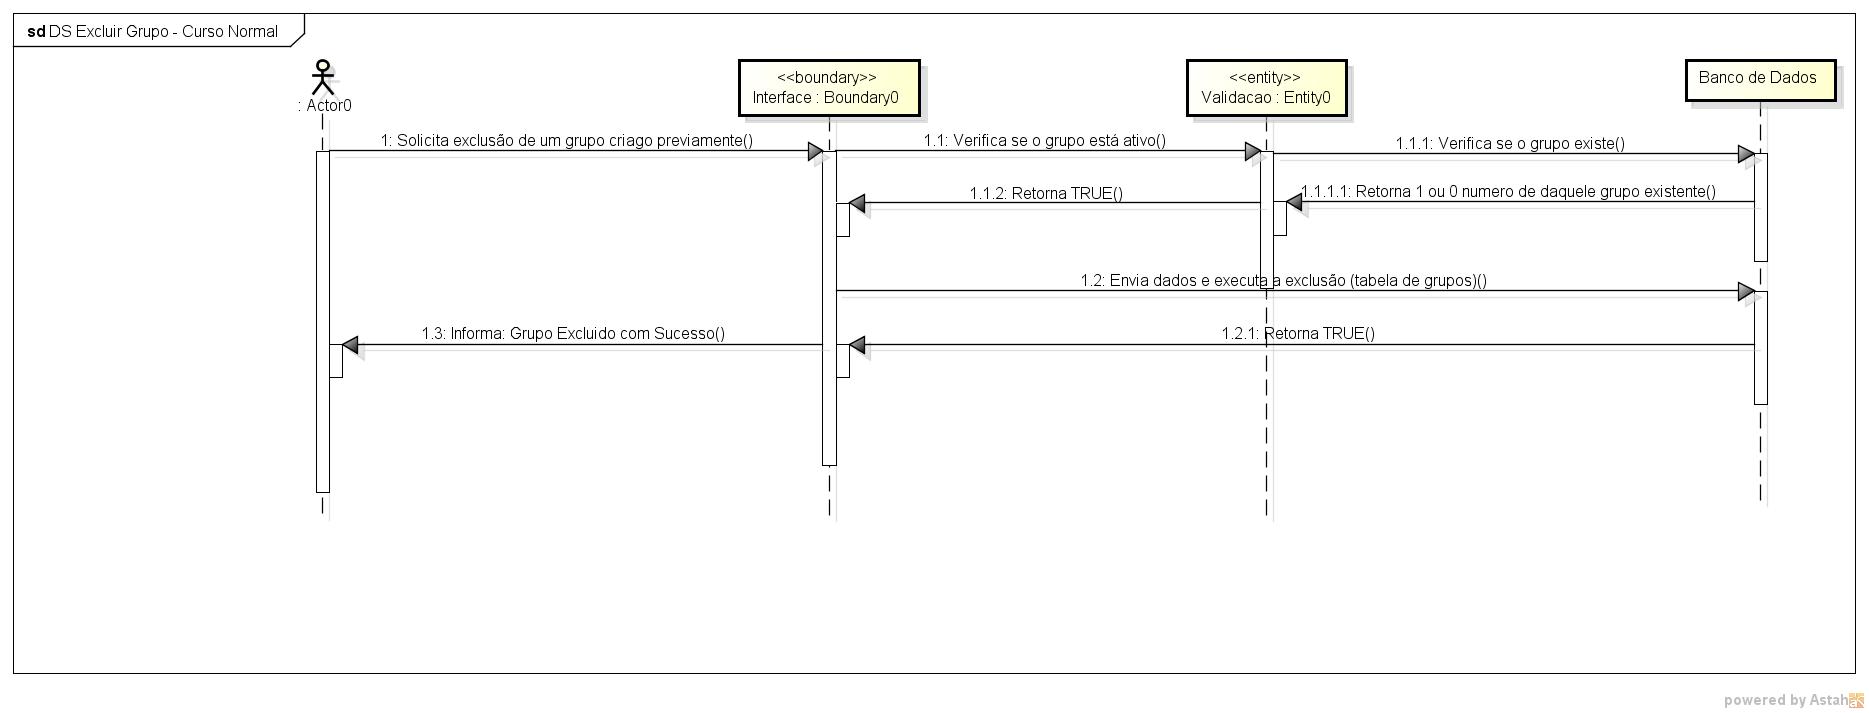 sd DS Excluir Grupo - Curso Normal
: Actor0
<<boundary>>
Interface : Boundary0
<<entity>>
Validacao : Entity0
Banco de Dados
1: Solicita exclusão de um grupo criago previamente()
1.1: Verifica se o grupo está ativo()
1.1.1: Verifica se o grupo existe()
1.1.2: Retorna TRUE()
1.1.1.1: Retorna 1 ou 0 numero de daquele grupo existente()
1.2: Envia dados e executa a exclusão (tabela de grupos)()
1.3: Informa: Grupo Excluido com Sucesso()
1.2.1: Retorna TRUE()
powered by Astah